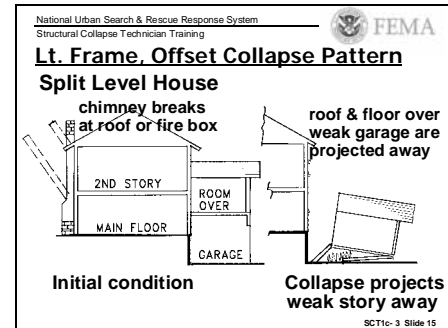 National Urban Search & Rescue Response System
Structural Collapse Technician Training
FEMA
Lt. Frame, Offset Collapse Pattern
Split Level House
chimney breaks
at roof or fire box
roof & floor over
weak garage are
projected away
2ND STORY
ROOM
OVER
MAIN FLOOR
GARAGE
Initial condition
Collapse projects
weak story away
SCT1c- 3 Slide 15